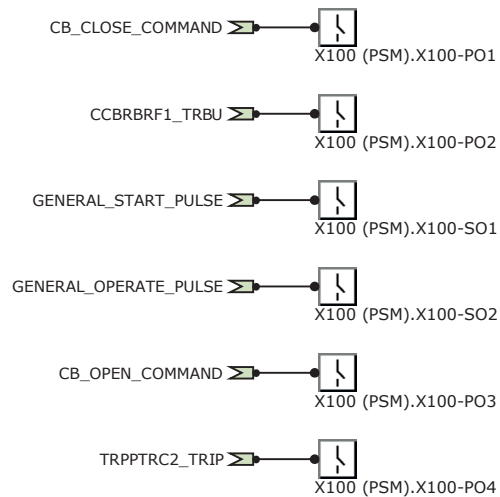 CB_CLOSE_COMMAND
X100 (PSM).X100-PO1
CCBRBRF1_TRBU
X100 (PSM).X100-PO2
GENERAL_START_PULSE
X100 (PSM).X100-SO1
GENERAL_OPERATE_PULSE
X100 (PSM).X100-SO2
CB_OPEN_COMMAND
X100 (PSM).X100-PO3
TRPPTRC2_TRIP
X100 (PSM).X100-PO4